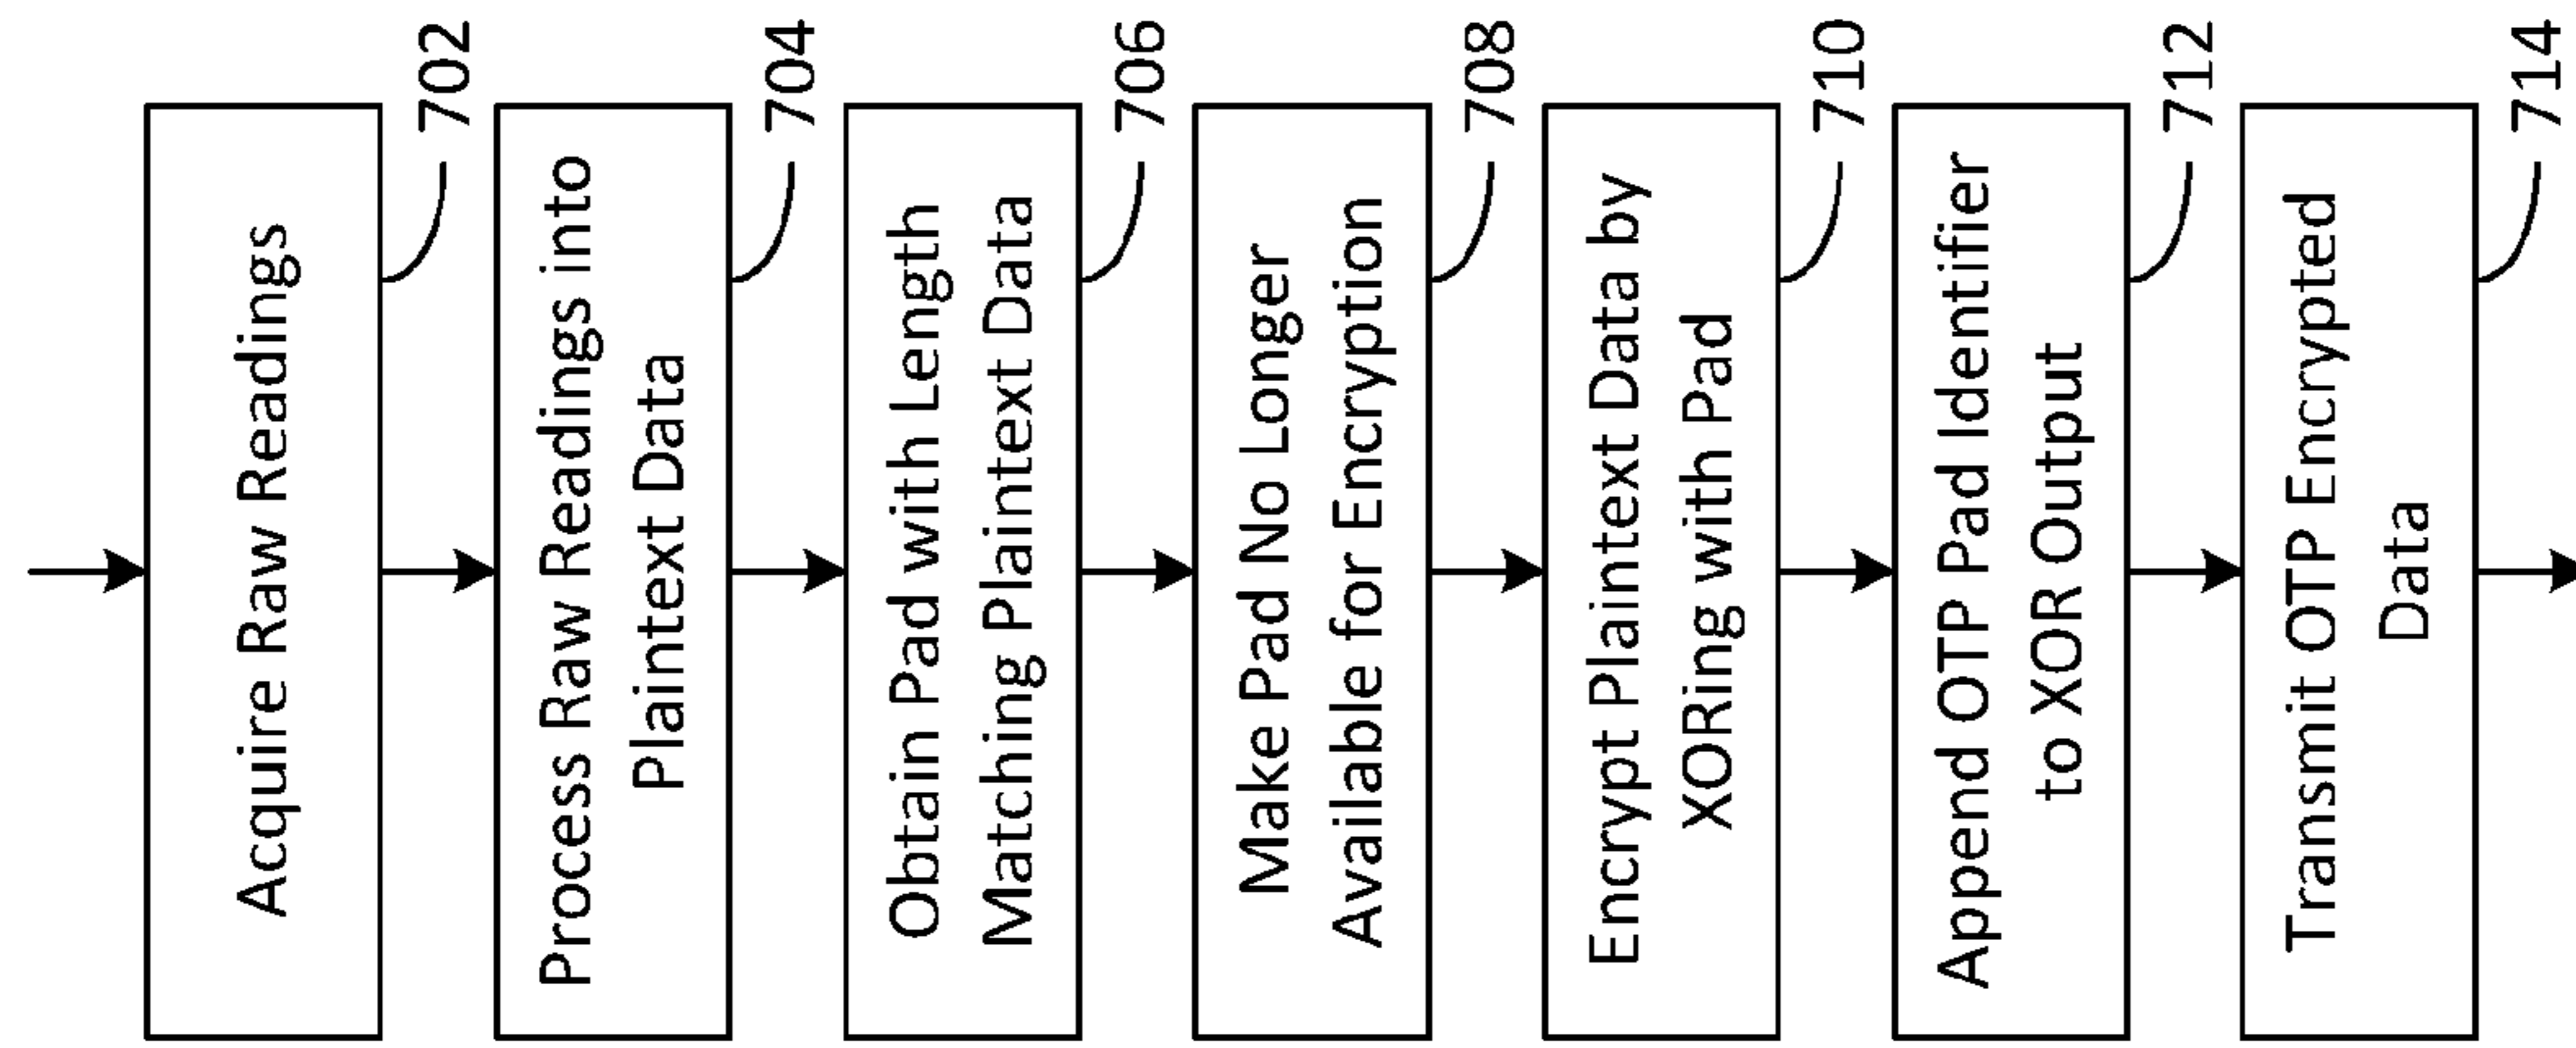 Acquire Raw Readings
702
Process Raw Readings into
Plaintext Data
704
Obtain Pad with Length
Matching Plaintext Data
706
Make Pad No Longer
Available for Encryption
708
Encrypt Plaintext Data by
XORing with Pad
710
Append OTP Pad Identifier
to XOR Output
712
Transmit OTP Encrypted
Data
714